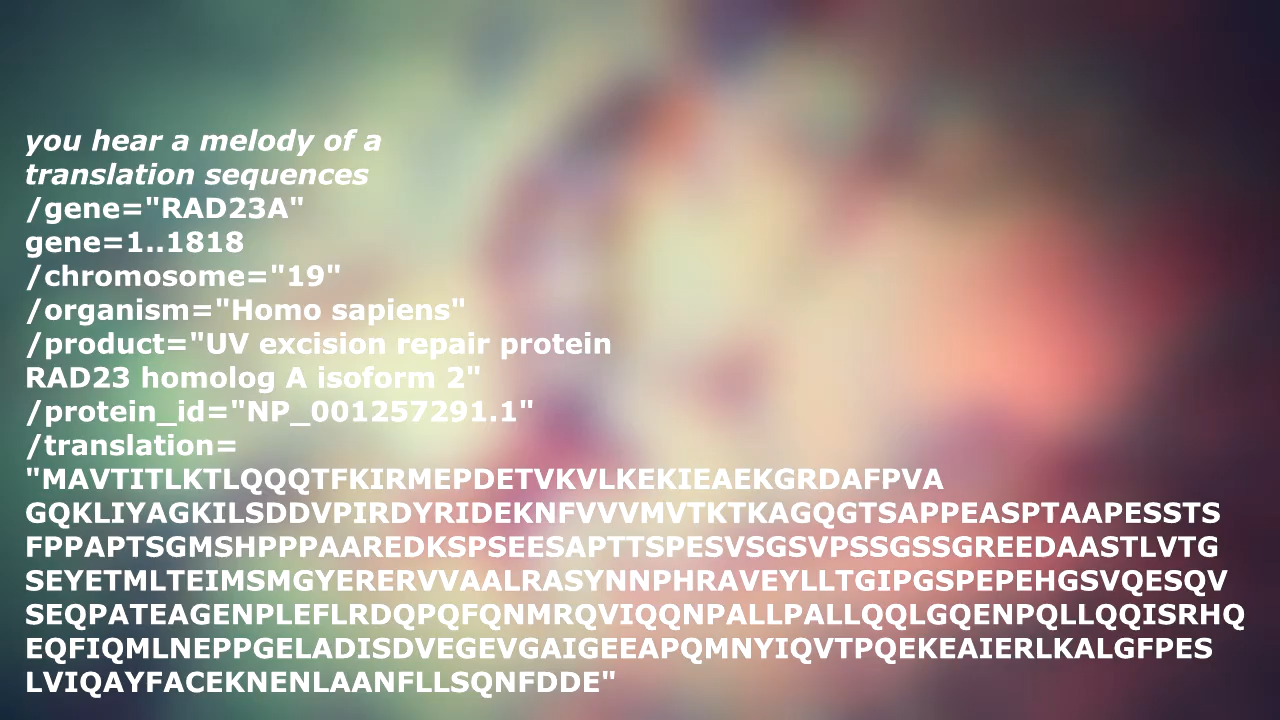 you hear a melody of a
translation sequences
/gene="RAD23A"
gene=1..1818
/chromosome="19"
/organism="Homo sapiens"
/product="UV excision repair protein
RAD23 homolog A isoform 2"
/protein_id="NP_001257291.1"
/translation=
"MAVTITLKTLQQQTFKIRMEPDETVKVLKEKIEAEKGRDAFPVA
GQKLIYAGKILSDDVPIRDYRIDEKNFVVVMVTKTKAGQGTSAPPEASPTAAPESSTS
FPPAPTSGMSHPPPAAREDKSPSEESAPTTSPESVSGSVPSSGSSGREEDAASTLVTG
SEYETMLTEIMSMGYERERVVAALRASYNNPHRAVEYLLTGIPGSPEPEHGSVQESQV
SEQPATEAGENPLEFLRDQPQFQNMRQVIQQNPALLPALLQQLGQENPQLLQQISRHQ
EQFIQMLNEPPGELADISDVEGEVGAIGEEAPQMNYIQVTPQEKEAIERLKALGFPES
LVIQAYFACEKNENLAANFLLSQNFDDE"